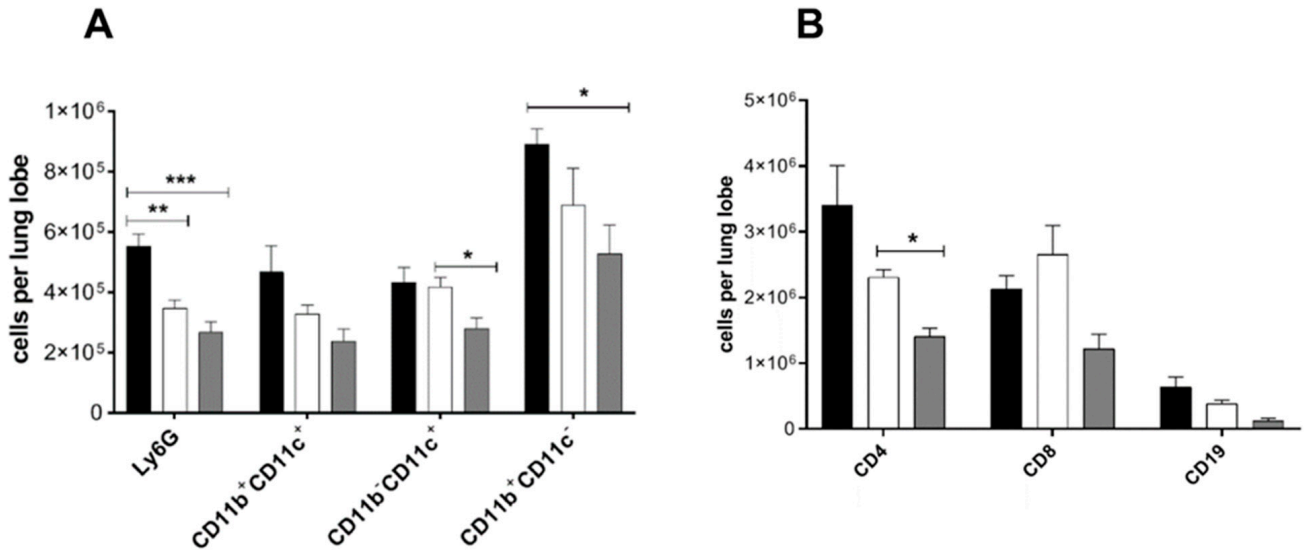 A
B
cells per lung lobe
1×10⁶
8×10⁵
6×10⁵
4×10⁵
2×10⁵
0
***
**
*
*
Ly6G
CD11b⁺CD11c⁺
CD11b⁻CD11c⁺
CD11b⁺CD11c⁻
cells per lung lobe
5×10⁶
4×10⁶
3×10⁶
2×10⁶
1×10⁶
0
*
CD4
CD8
CD19